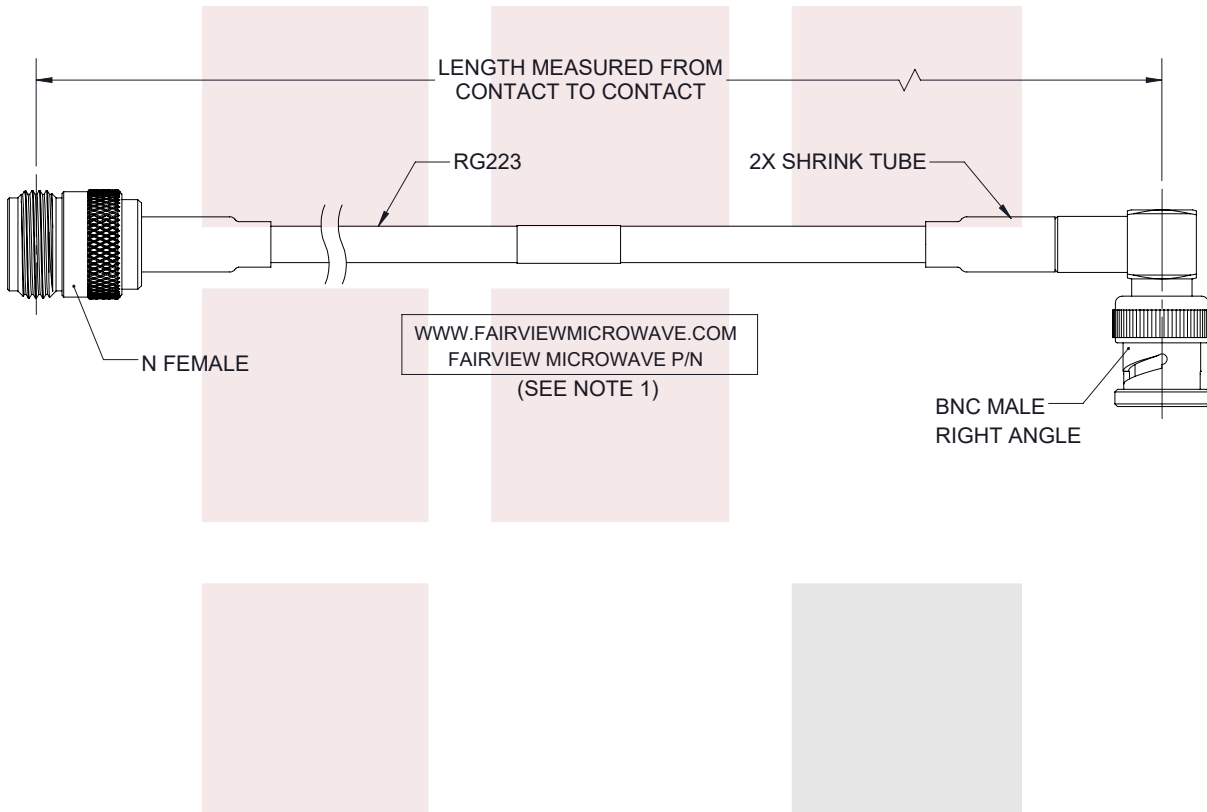 LENGTH MEASURED FROM
CONTACT TO CONTACT
RG223
2X SHRINK TUBE
N FEMALE
WWW.FAIRVIEWMICROWAVE.COM
FAIRVIEW MICROWAVE P/N
(SEE NOTE 1)
BNC MALE
RIGHT ANGLE